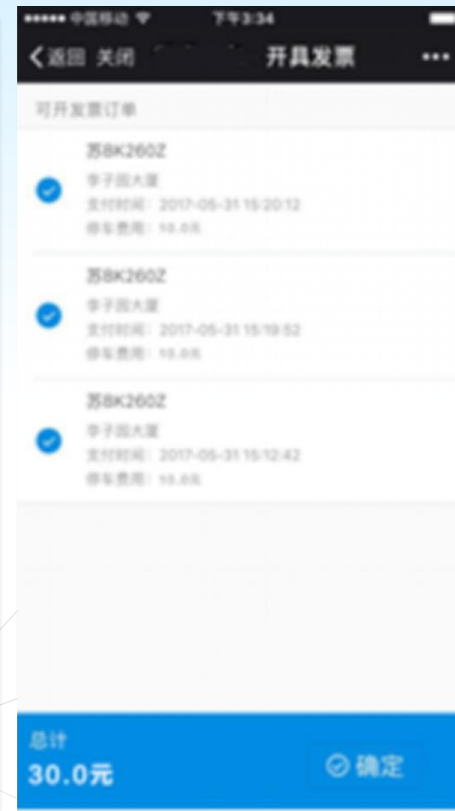 中国移动 下午3:34
返回 关闭 开具发票
可开发票订单
苏BK260Z
李子园大厦
支付时间：2017-05-31 15:20:12
停车费用：10.0元
苏BK260Z
李子园大厦
支付时间：2017-05-31 15:19:52
停车费用：10.0元
苏BK260Z
李子园大厦
支付时间：2017-05-31 15:12:42
停车费用：10.0元
总计
30.0元
确定